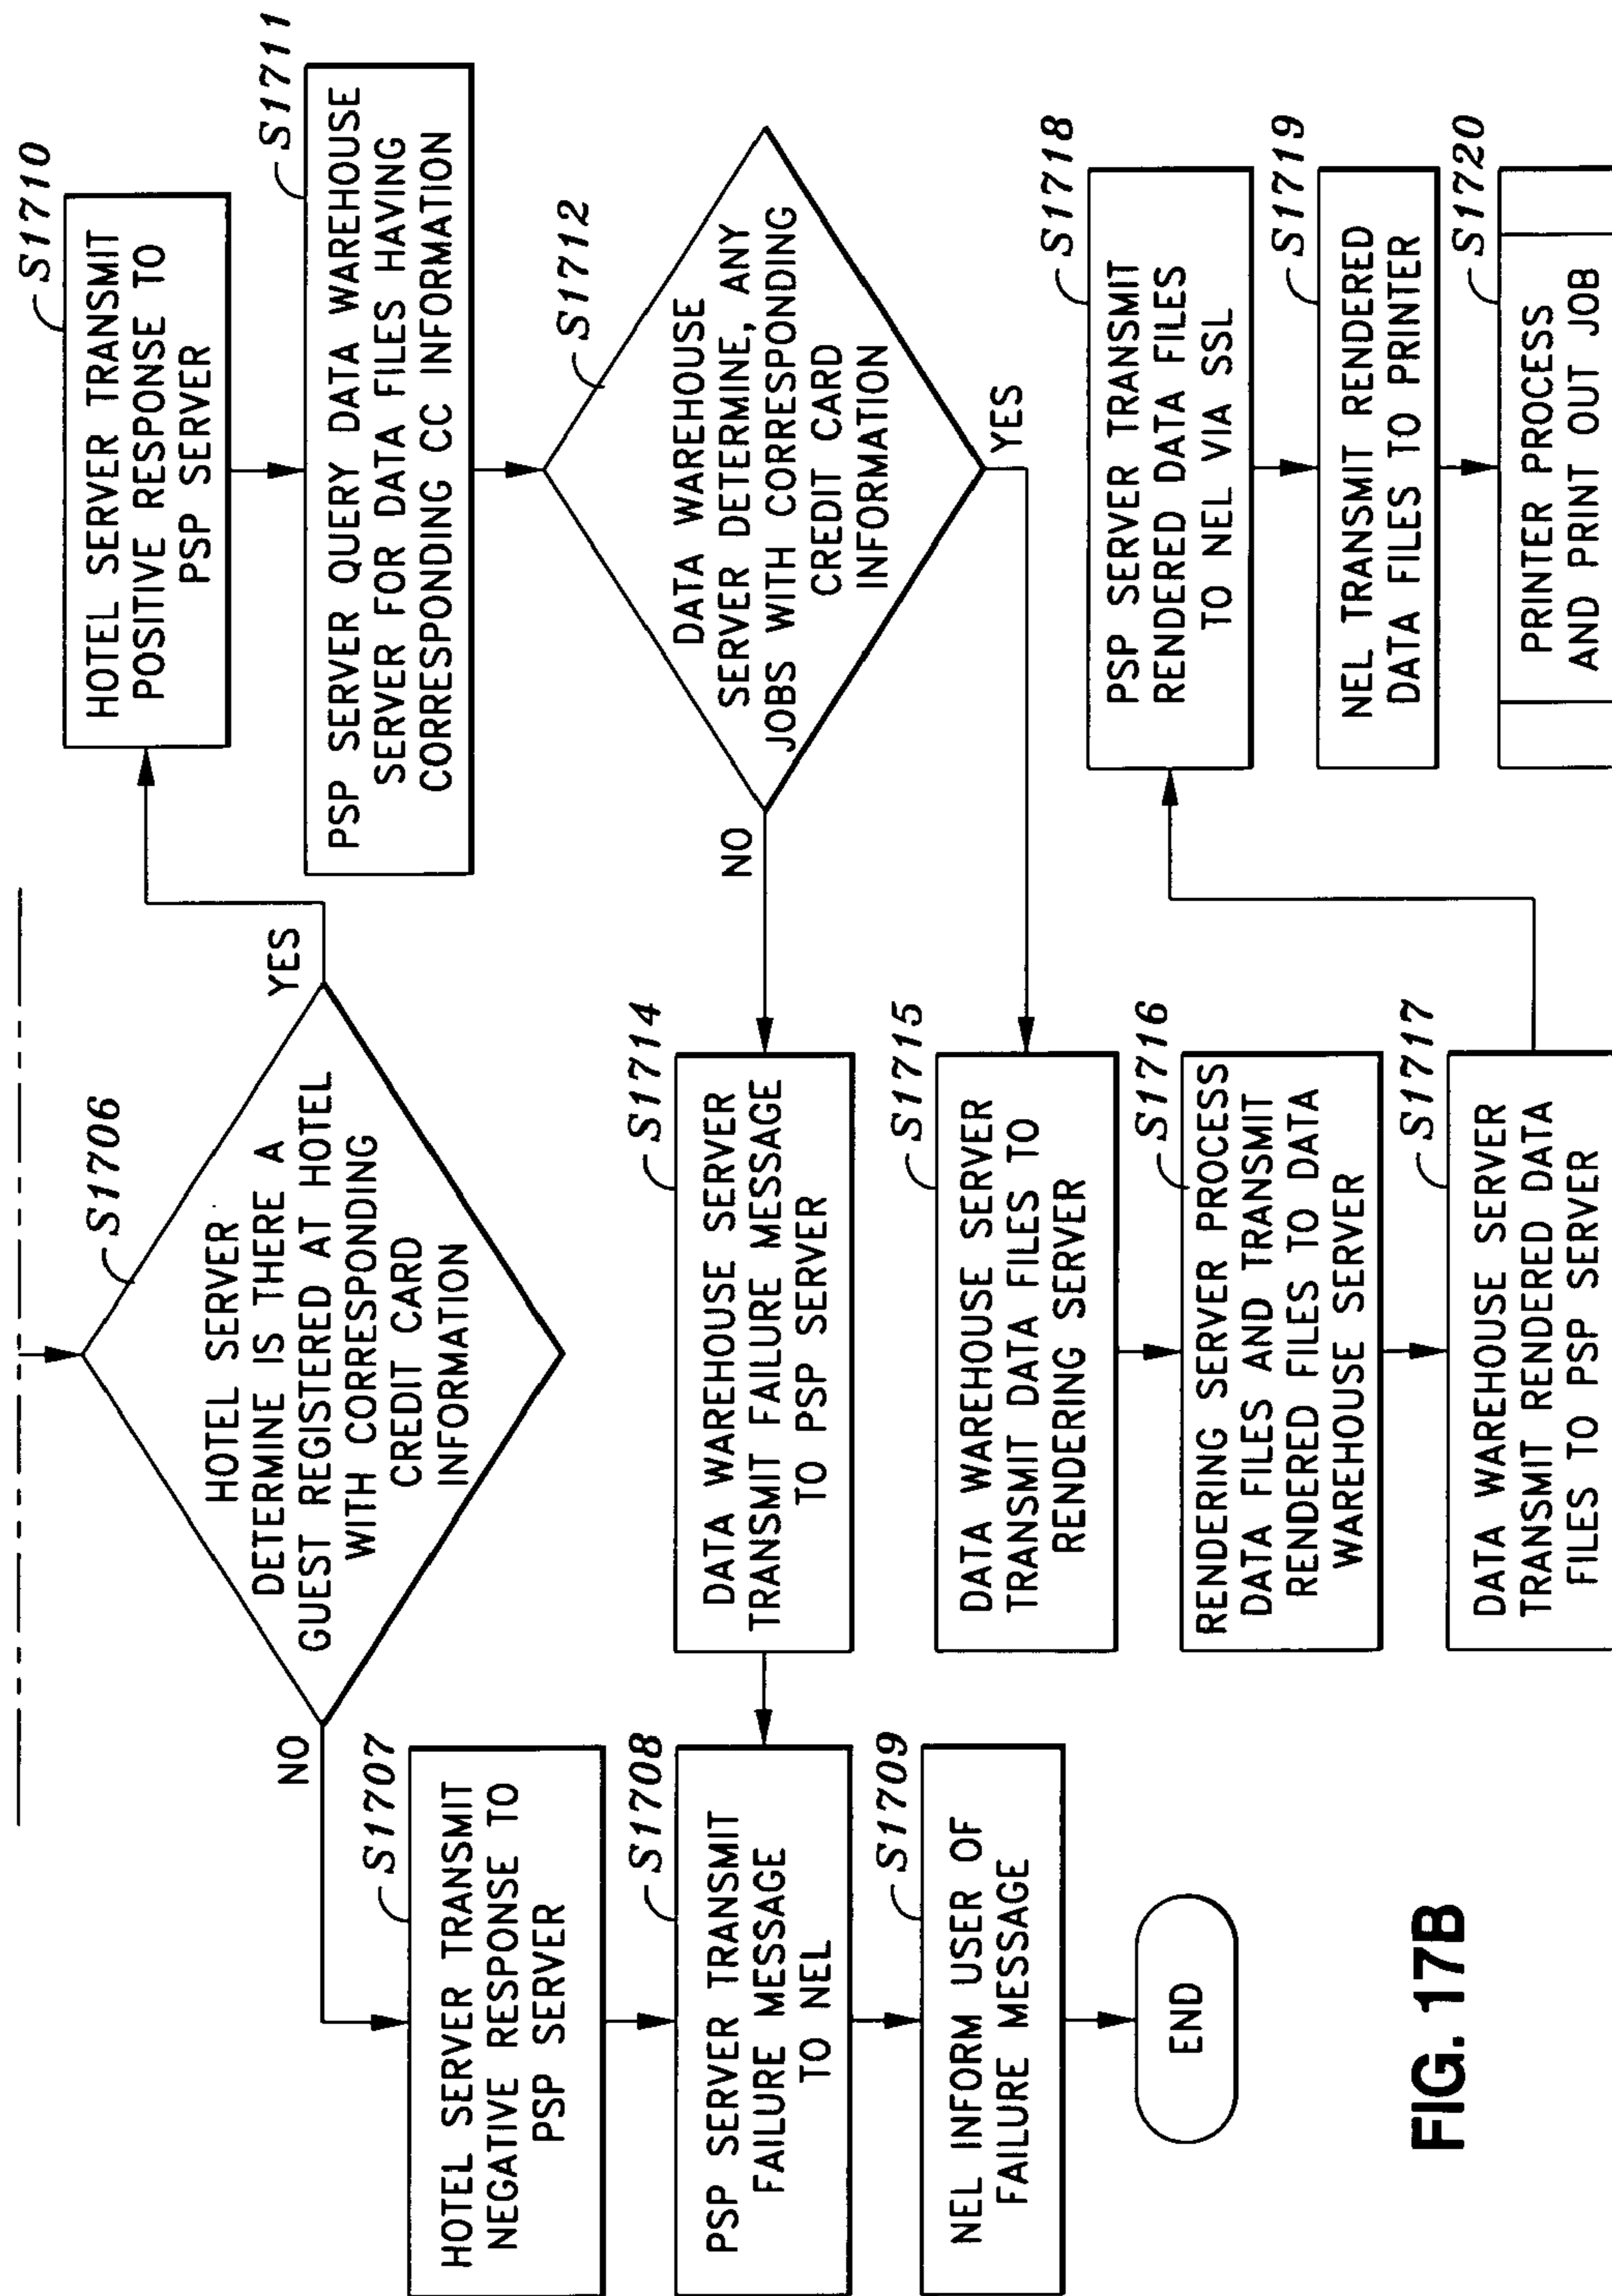 S1706
HOTEL SERVER
DETERMINE IS THERE A
GUEST REGISTERED AT HOTEL
WITH CORRESPONDING
CREDIT CARD
INFORMATION
NO
YES
S1707
HOTEL SERVER TRANSMIT
NEGATIVE RESPONSE TO
PSP SERVER
S1708
PSP SERVER TRANSMIT
FAILURE MESSAGE
TO NEL
S1709
NEL INFORM USER OF
FAILURE MESSAGE
END
S1710
HOTEL SERVER TRANSMIT
POSITIVE RESPONSE TO
PSP SERVER
S1711
PSP SERVER QUERY DATA WAREHOUSE
SERVER FOR DATA FILES HAVING
CORRESPONDING CC INFORMATION
S1712
DATA WAREHOUSE
SERVER DETERMINE, ANY
JOBS WITH CORRESPONDING
CREDIT CARD
INFORMATION
NO
YES
S1714
DATA WAREHOUSE SERVER
TRANSMIT FAILURE MESSAGE
TO PSP SERVER
S1715
DATA WAREHOUSE SERVER
TRANSMIT DATA FILES TO
RENDERING SERVER
S1716
RENDERING SERVER PROCESS
DATA FILES AND TRANSMIT
RENDERED FILES TO DATA
WAREHOUSE SERVER
S1717
DATA WAREHOUSE SERVER
TRANSMIT RENDERED DATA
FILES TO PSP SERVER
S1718
PSP SERVER TRANSMIT
RENDERED DATA FILES
TO NEL VIA SSL
S1719
NEL TRANSMIT RENDERED
DATA FILES TO PRINTER
S1720
PRINTER PROCESS
AND PRINT OUT JOB
FIG. 17B